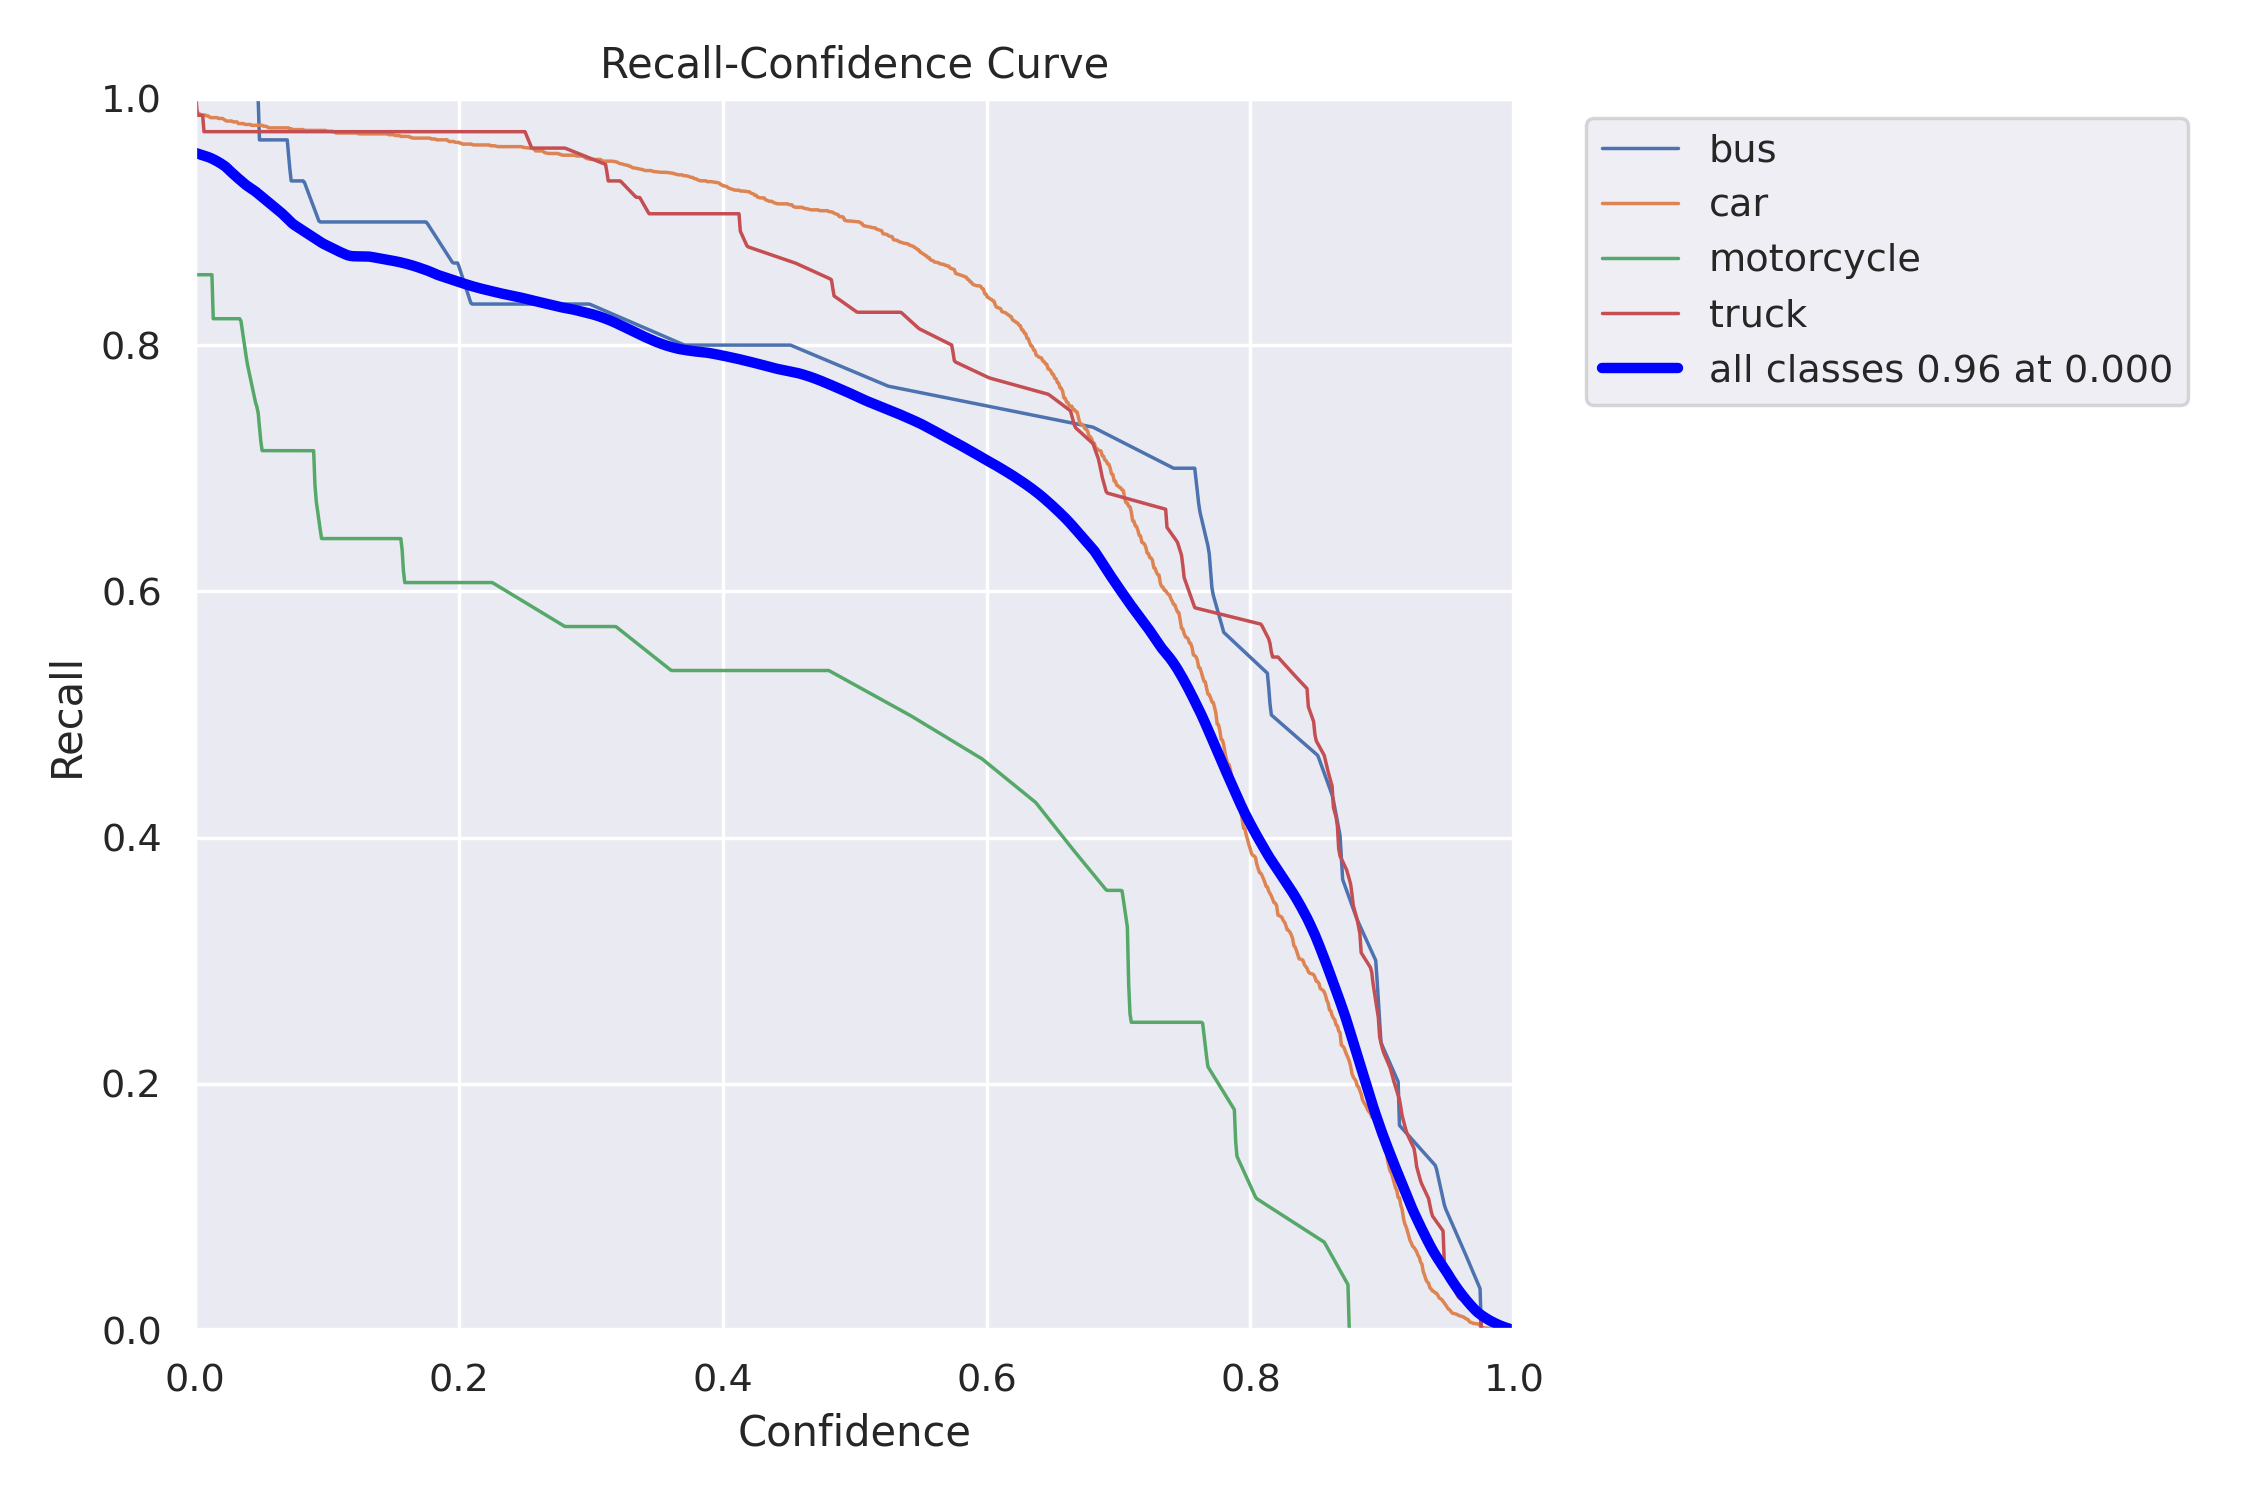 Recall-Confidence Curve
1.0
0.8
0.6
0.4
0.2
0.0
Recall
0.0 0.2 0.4 0.6 0.8 1.0
Confidence
bus
car
motorcycle
truck
all classes 0.96 at 0.000